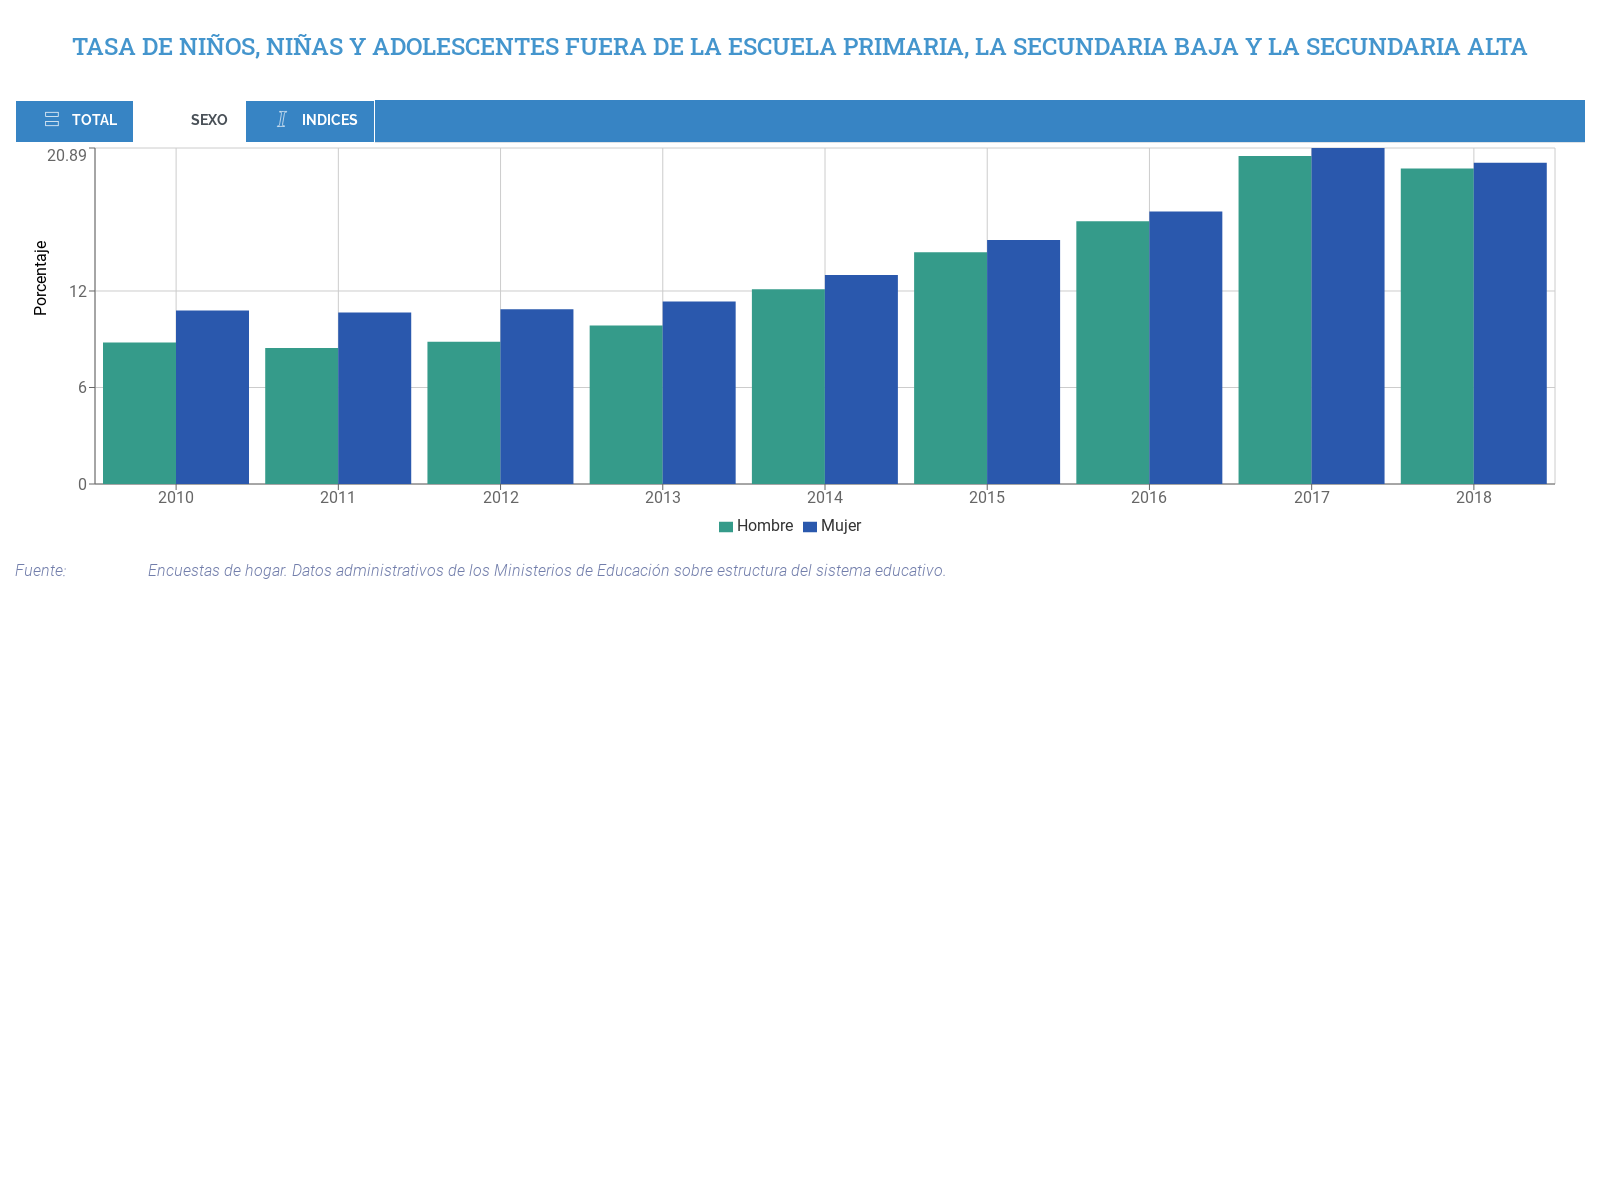 TASA DE NIÑOS, NIÑAS Y ADOLESCENTES FUERA DE LA ESCUELA PRIMARIA, LA SECUNDARIA BAJA Y LA SECUNDARIA ALTA
TOTAL SEXO INDICES
20.89
12
6
0
Porcentaje
2010 2011 2012 2013 2014 2015 2016 2017 2018
Hombre Mujer
Fuente: Encuestas de hogar. Datos administrativos de los Ministerios de Educación sobre estructura del sistema educativo.